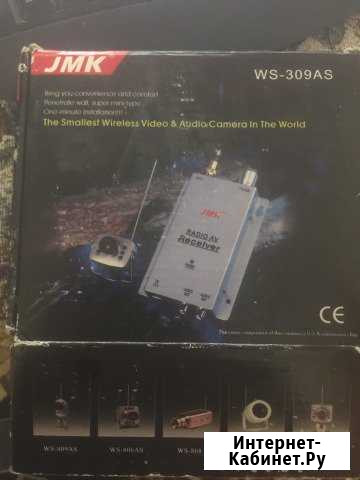 JMK
WS-309AS
Bring you convenience and comfort
Penetrate wall, super mini-type
One minute installation!!
The Smallest Wireless Video & Audio Camera In The World
JMK
RADIO AV
Receiver
CE
WS-309AS
WS-806AS
Интернет-
Кабинет.Ру